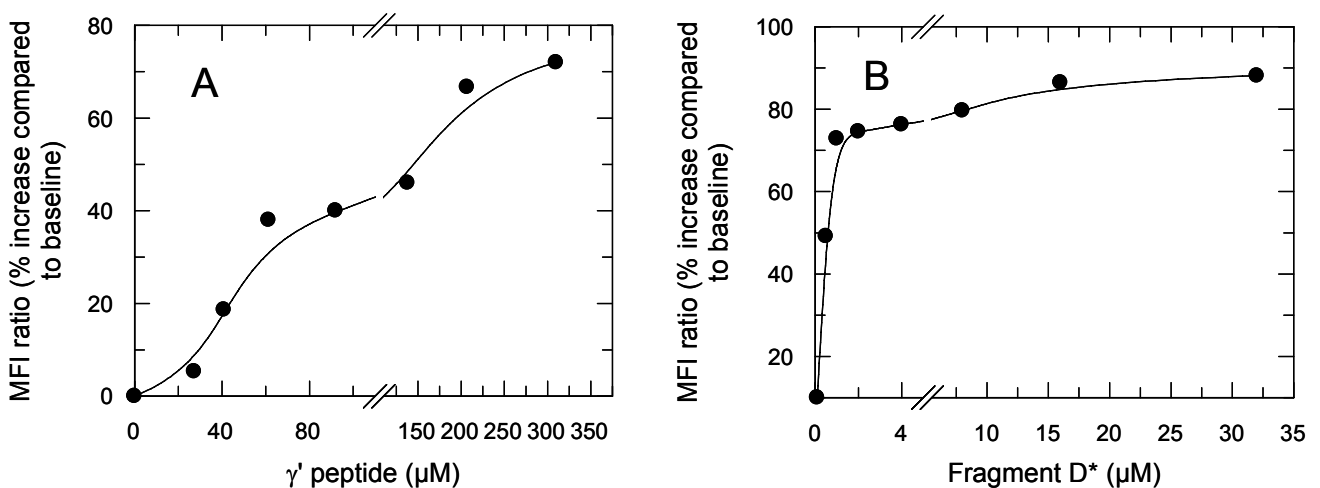 MFI ratio (% increase compared
to baseline)
80
60
40
20
0
A
0 40 80 150 200 250 300 350
γ' peptide (µM)
MFI ratio (% increase compared
to baseline)
100
80
60
40
20
B
0 4 10 15 20 25 30 35
Fragment D* (µM)